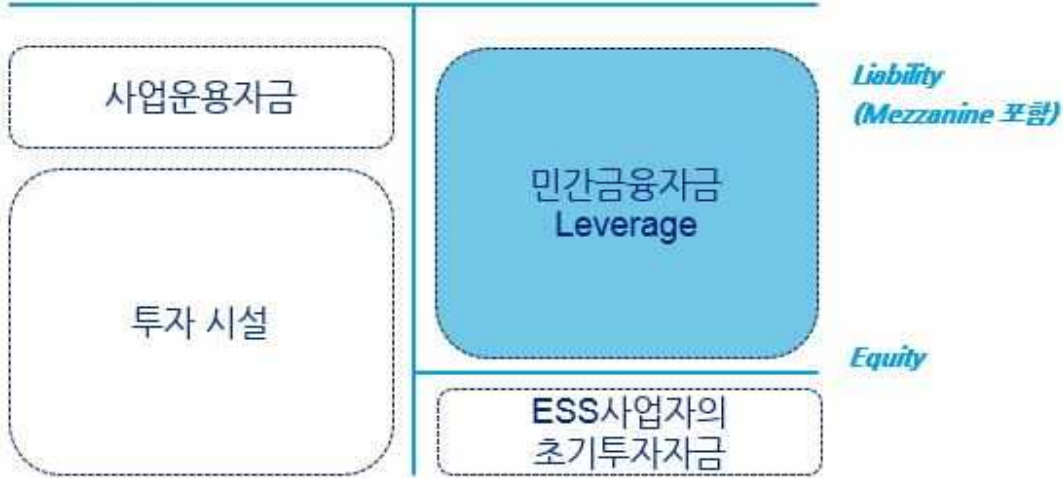 사업운용자금
투자 시설
민간금융자금
Leverage
ESS사업자의
초기투자자금
Liability
(Mezzanine 포함)
Equity